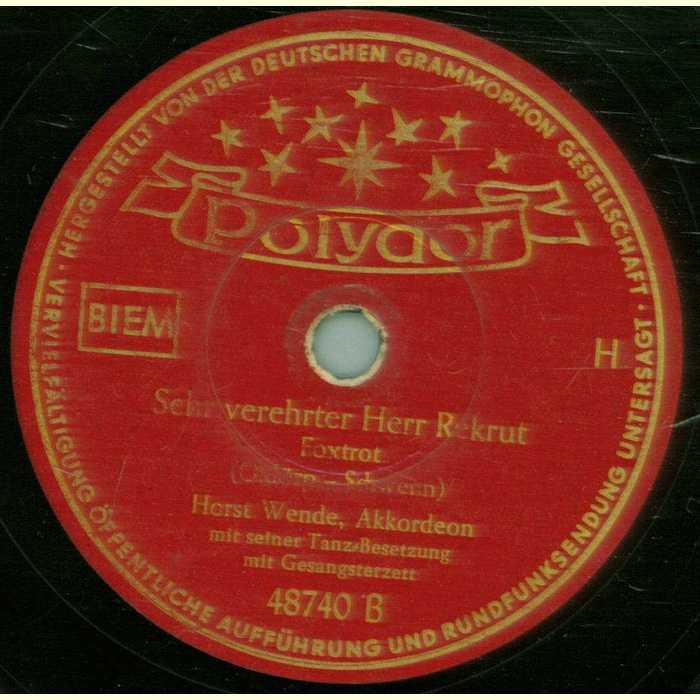 HERGESTELLT VON DER DEUTSCHEN GRAMMOPHON GESELLSCHAFT ·
VERVIELFÄLTIGUNG ÖFFENTLICHE AUFFÜHRUNG UND RUNDFUNKSENDUNG UNTERSAGT ·
polydor
BIEM
H
Sehr verehrter Herr Rekrut
Foxtrot
Schwenn)
Horst Wende, Akkordeon
mit seiner Tanz-Besetzung
mit Gesangsterzett
48740 B